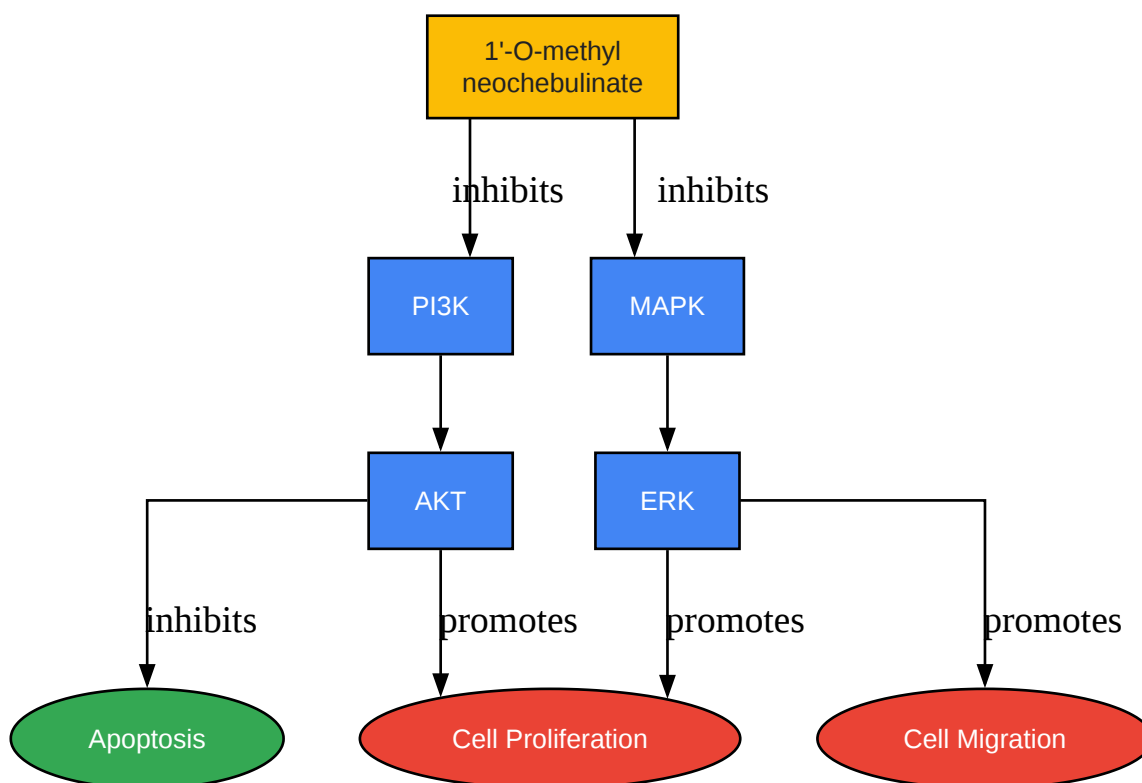 1'-O-methyl
neochebulinate
inhibits
inhibits
PI3K
MAPK
AKT
ERK
inhibits
promotes
promotes
promotes
Apoptosis
Cell Proliferation
Cell Migration